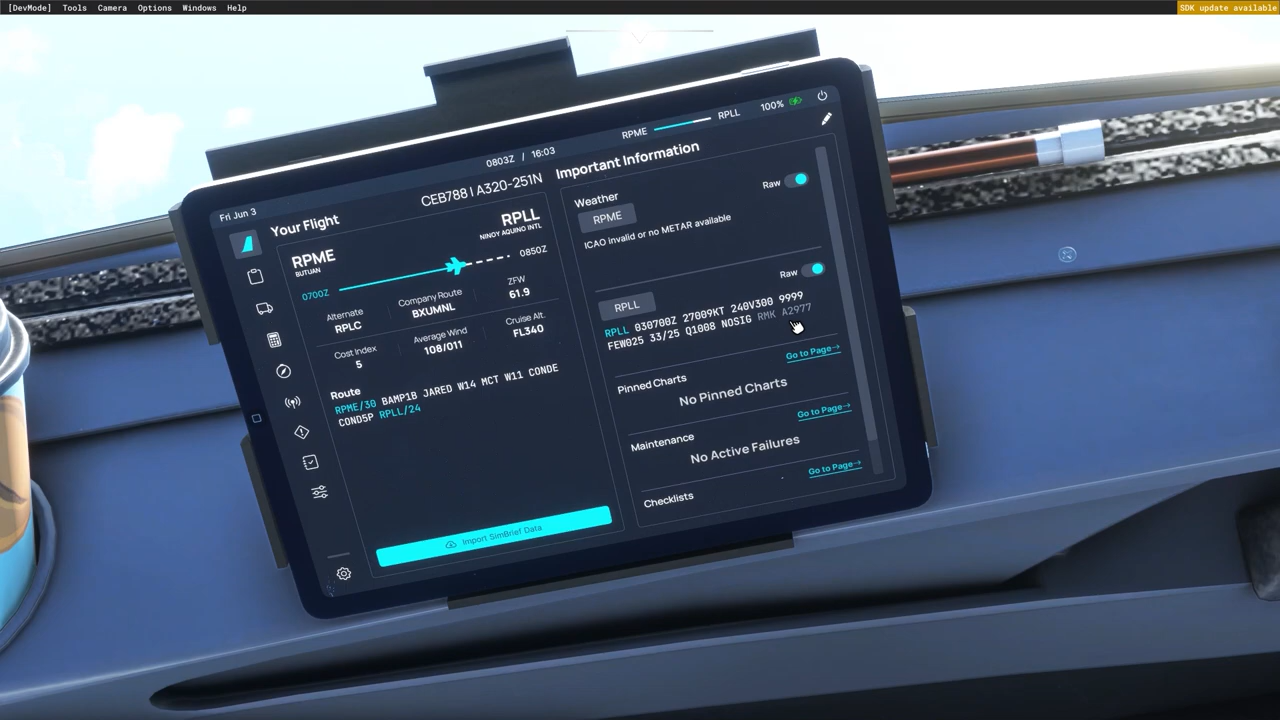 [DevMode] Tools Camera Options Windows Help
SDK update available
Fri Jun 3
0803Z / 16:03
RPME RPLL
100%
Your Flight
CEB788 | A320-251N
RPME
BUTUAN
RPLL
NINOY AQUINO INTL
0700Z
0850Z
Alternate
RPLC
Company Route
BXUMNL
ZFW
61.9
Cost Index
5
Average Wind
108/011
Cruise Alt.
FL340
Route
RPME/30 BAMP1B JARED W14 MCT W11 CONDE
COND5P RPLL/24
Import SimBrief Data
Important Information
Weather
Raw
RPME
ICAO invalid or no METAR available
Raw
RPLL
RPLL 030700Z 27009KT 240V300 9999
FEW025 33/25 Q1008 NOSIG RMK A2977
Go to Page
Pinned Charts
No Pinned Charts
Go to Page
Maintenance
No Active Failures
Go to Page
Checklists